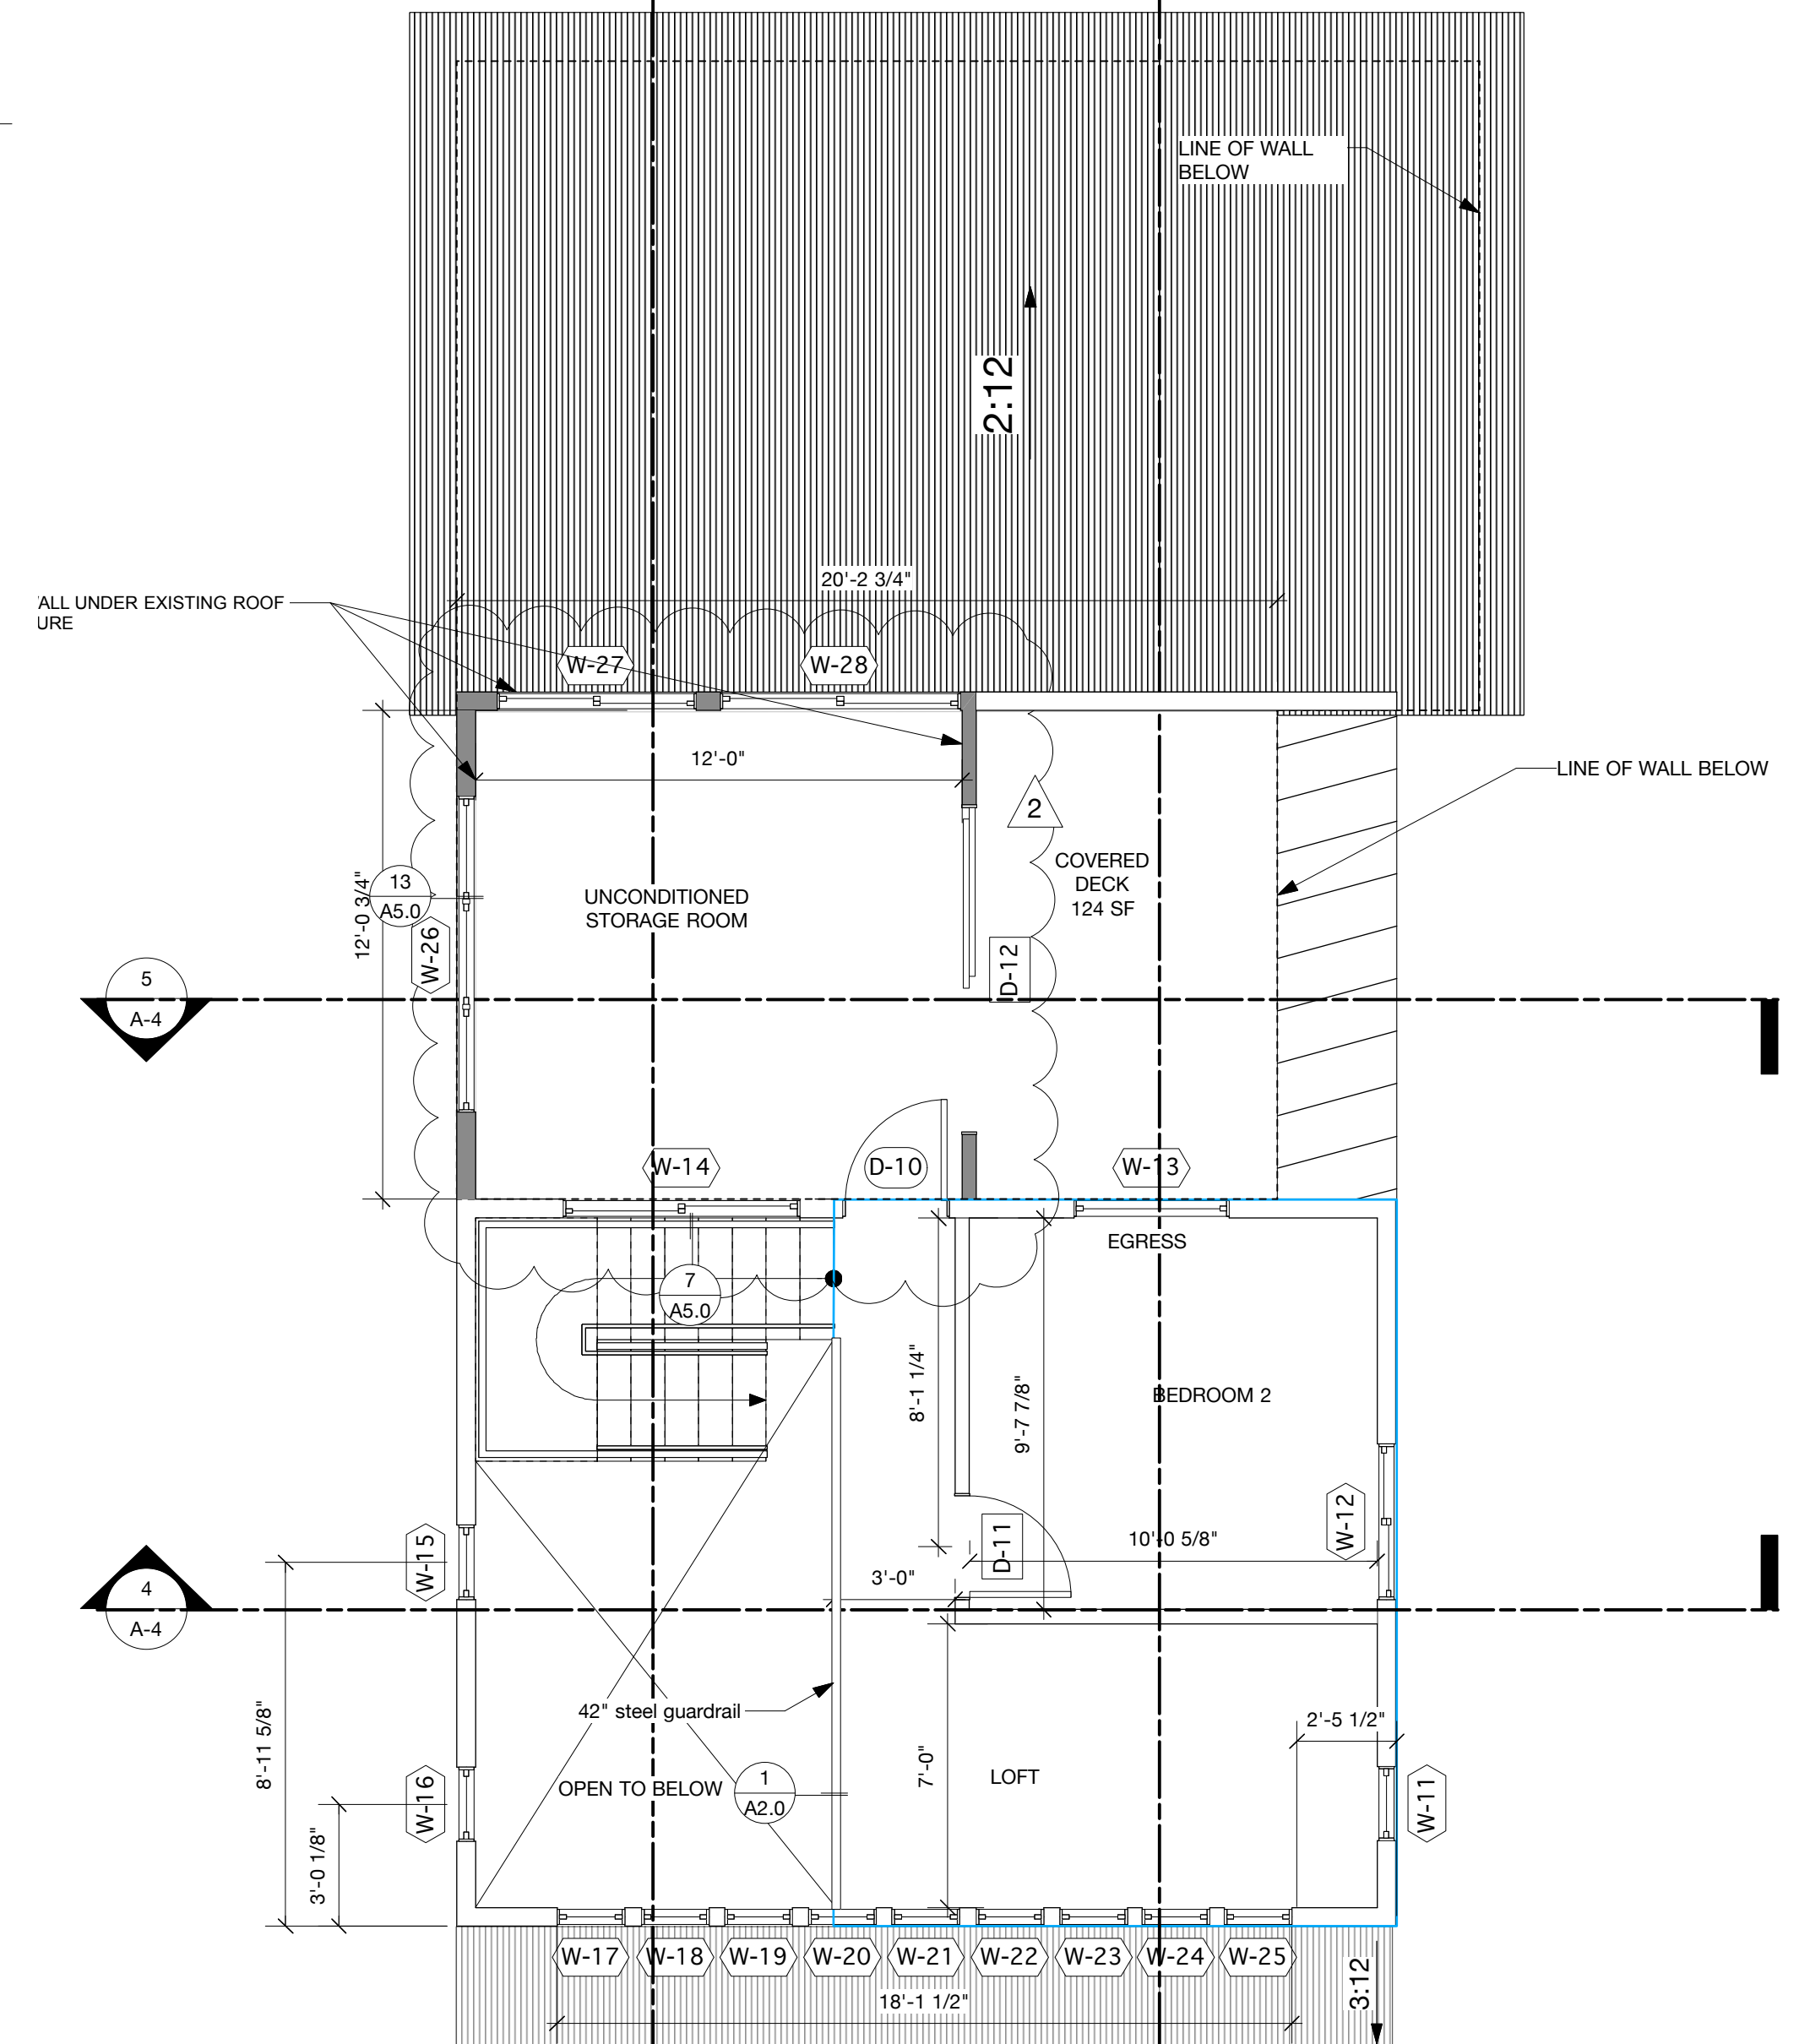 LINE OF WALL
BELOW
2:12
20'-2 3/4"
ALL UNDER EXISTING ROOF
URE
W-27
W-28
12'-0"
LINE OF WALL BELOW
2
COVERED
DECK
124 SF
13
A5.0
12'-0 3/4"
UNCONDITIONED
STORAGE ROOM
W-26
D-12
5
A-4
W-14
D-10
W-13
EGRESS
7
A5.0
8'-1 1/4"
9'-7 7/8"
BEDROOM 2
W-15
D-11
10'-0 5/8"
W-12
3'-0"
4
A-4
8'-11 5/8"
42" steel guardrail
2'-5 1/2"
7'-0"
LOFT
OPEN TO BELOW
1
A2.0
W-16
W-11
3'-0 1/8"
W-17
W-18
W-19
W-20
W-21
W-22
W-23
W-24
W-25
3:12
18'-1 1/2"